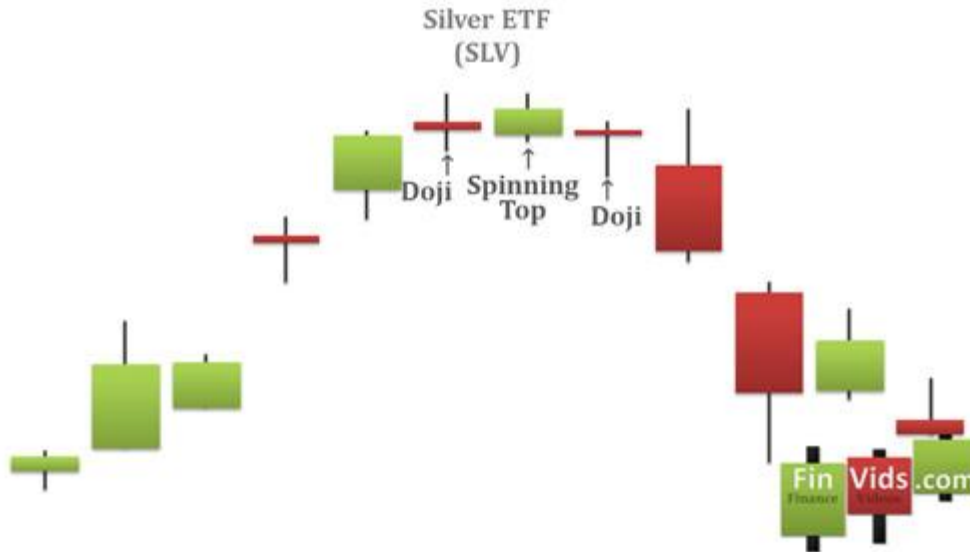 Silver ETF
(SLV)
Doji
Spinning
Top
Doji
Fin Vids .com
Finance Videos